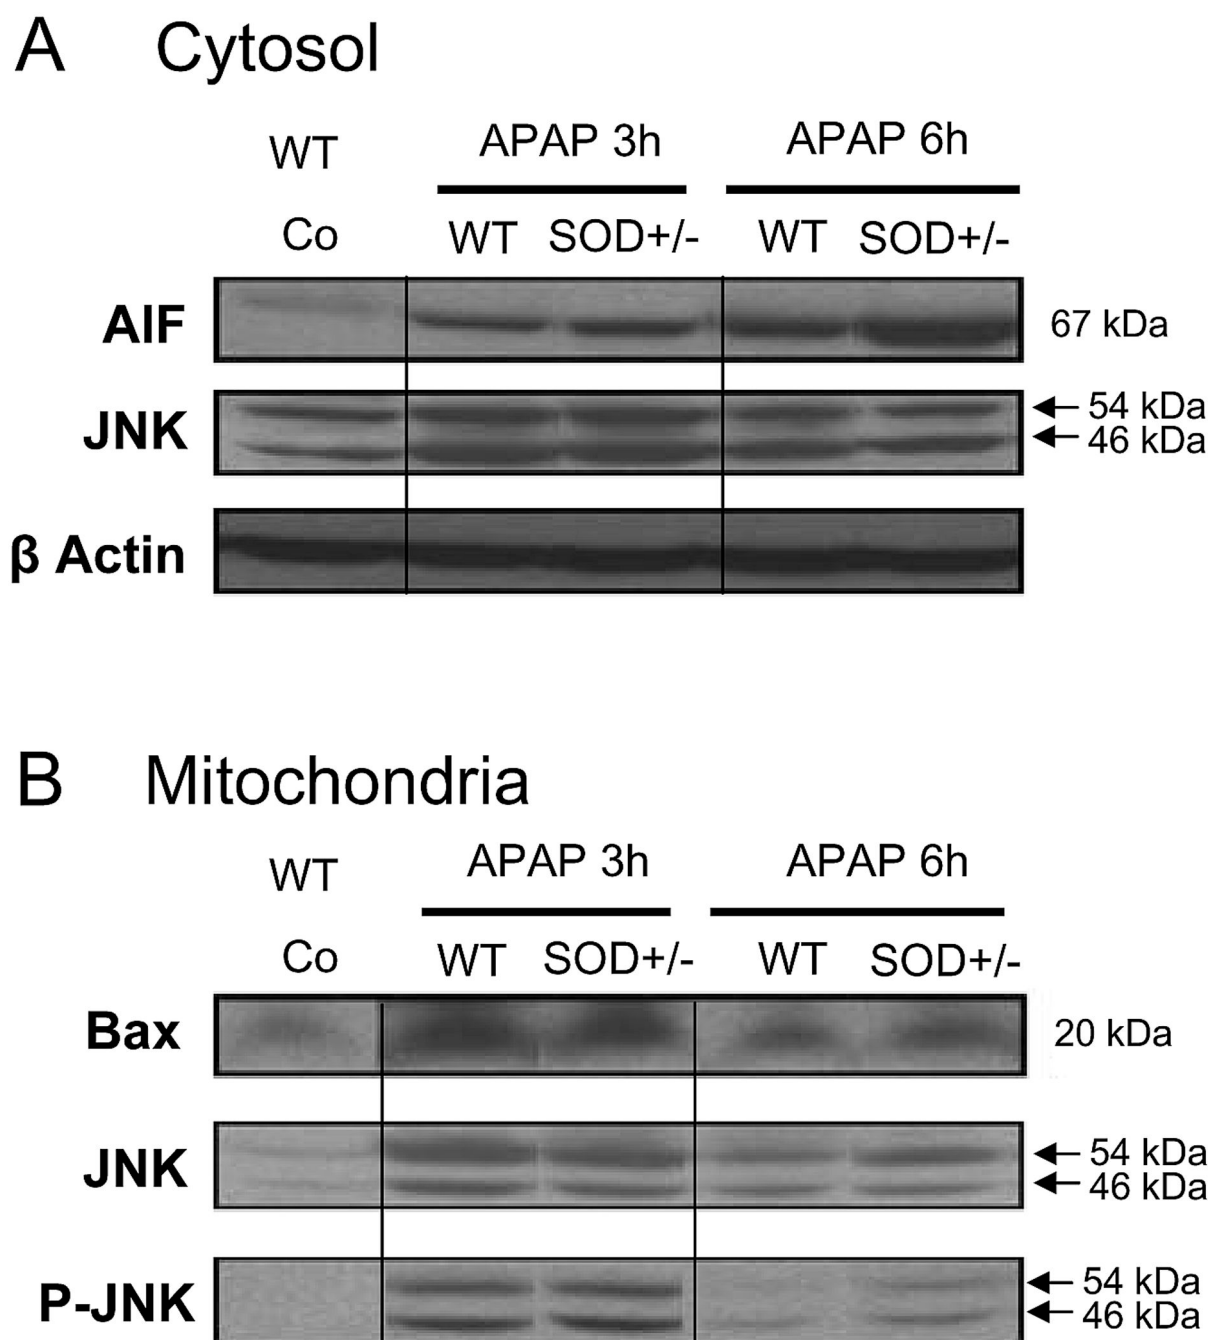 A Cytosol
WT APAP 3h APAP 6h
Co WT SOD+/- WT SOD+/-
AIF 67 kDa
JNK 54 kDa
46 kDa
β Actin
B Mitochondria
WT APAP 3h APAP 6h
Co WT SOD+/- WT SOD+/-
Bax 20 kDa
JNK 54 kDa
46 kDa
P-JNK 54 kDa
46 kDa